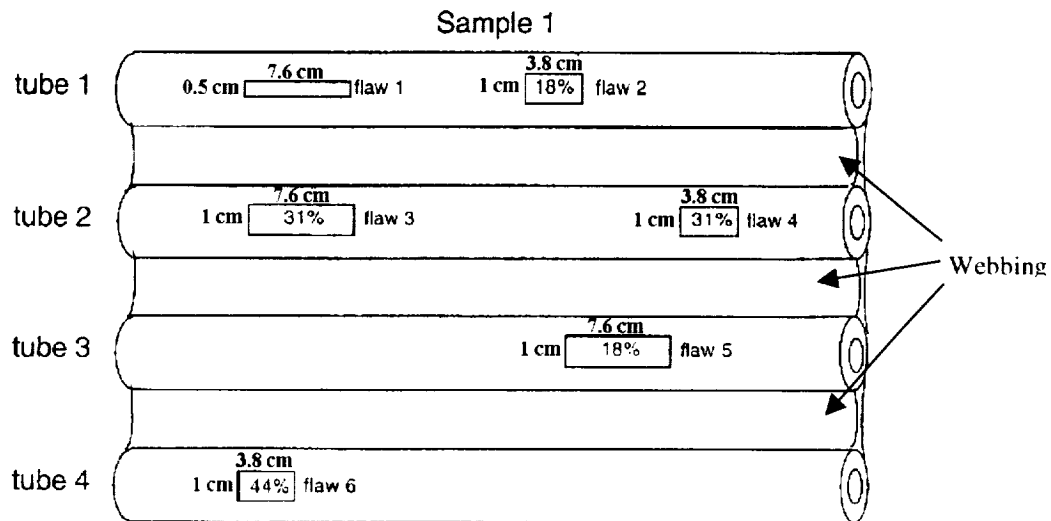 Sample 1
7.6 cm 3.8 cm
tube 1 0.5 cm flaw 1 1 cm 18% flaw 2
7.6 cm 3.8 cm
tube 2 1 cm 31% flaw 3 1 cm 31% flaw 4
Webbing
7.6 cm
tube 3 1 cm 18% flaw 5
3.8 cm
tube 4 1 cm 44% flaw 6